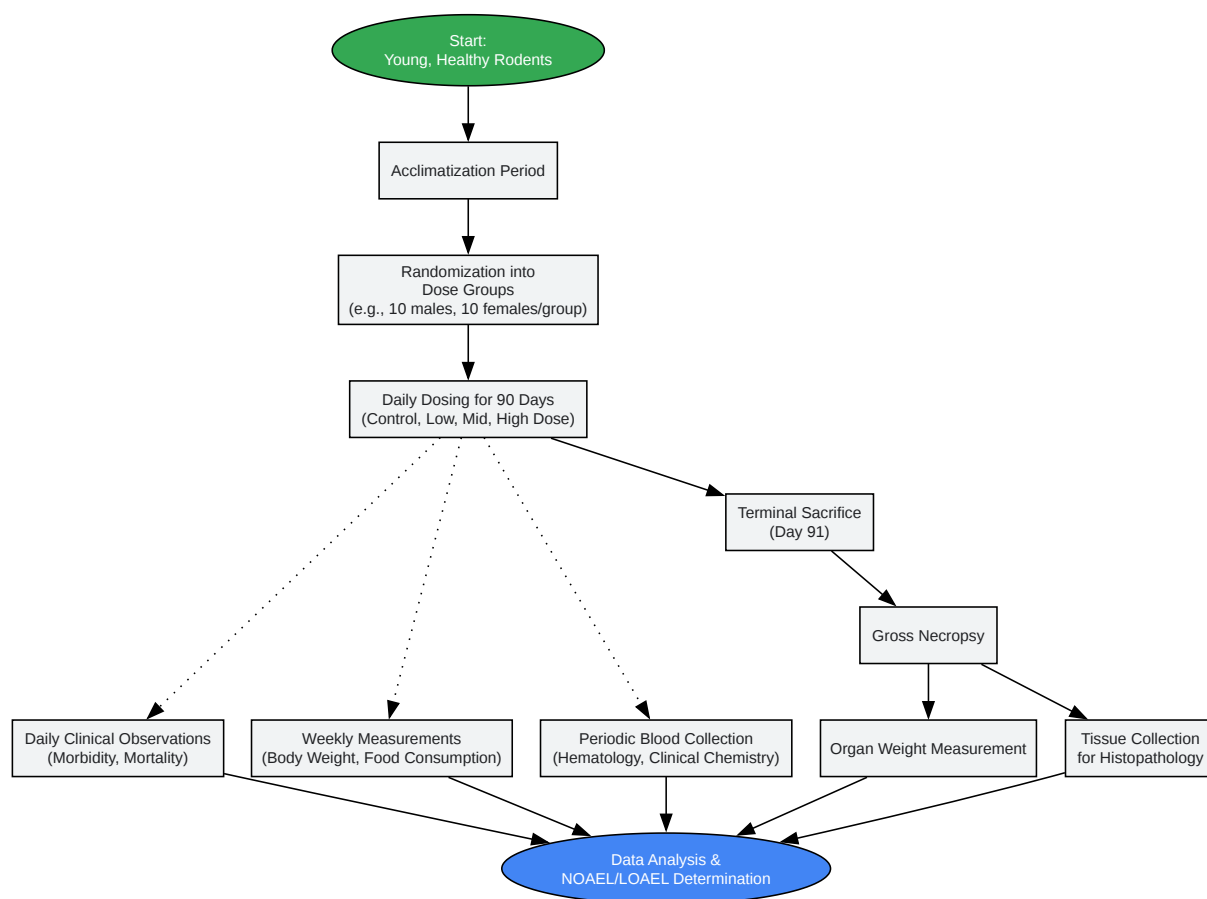 Start:
Young, Healthy Rodents
Acclimatization Period
Randomization into
Dose Groups
(e.g., 10 males, 10 females/group)
Daily Dosing for 90 Days
(Control, Low, Mid, High Dose)
Terminal Sacrifice
(Day 91)
Gross Necropsy
Daily Clinical Observations
(Morbidity, Mortality)
Weekly Measurements
(Body Weight, Food Consumption)
Periodic Blood Collection
(Hematology, Clinical Chemistry)
Organ Weight Measurement
Tissue Collection
for Histopathology
Data Analysis &
NOAEL/LOAEL Determination